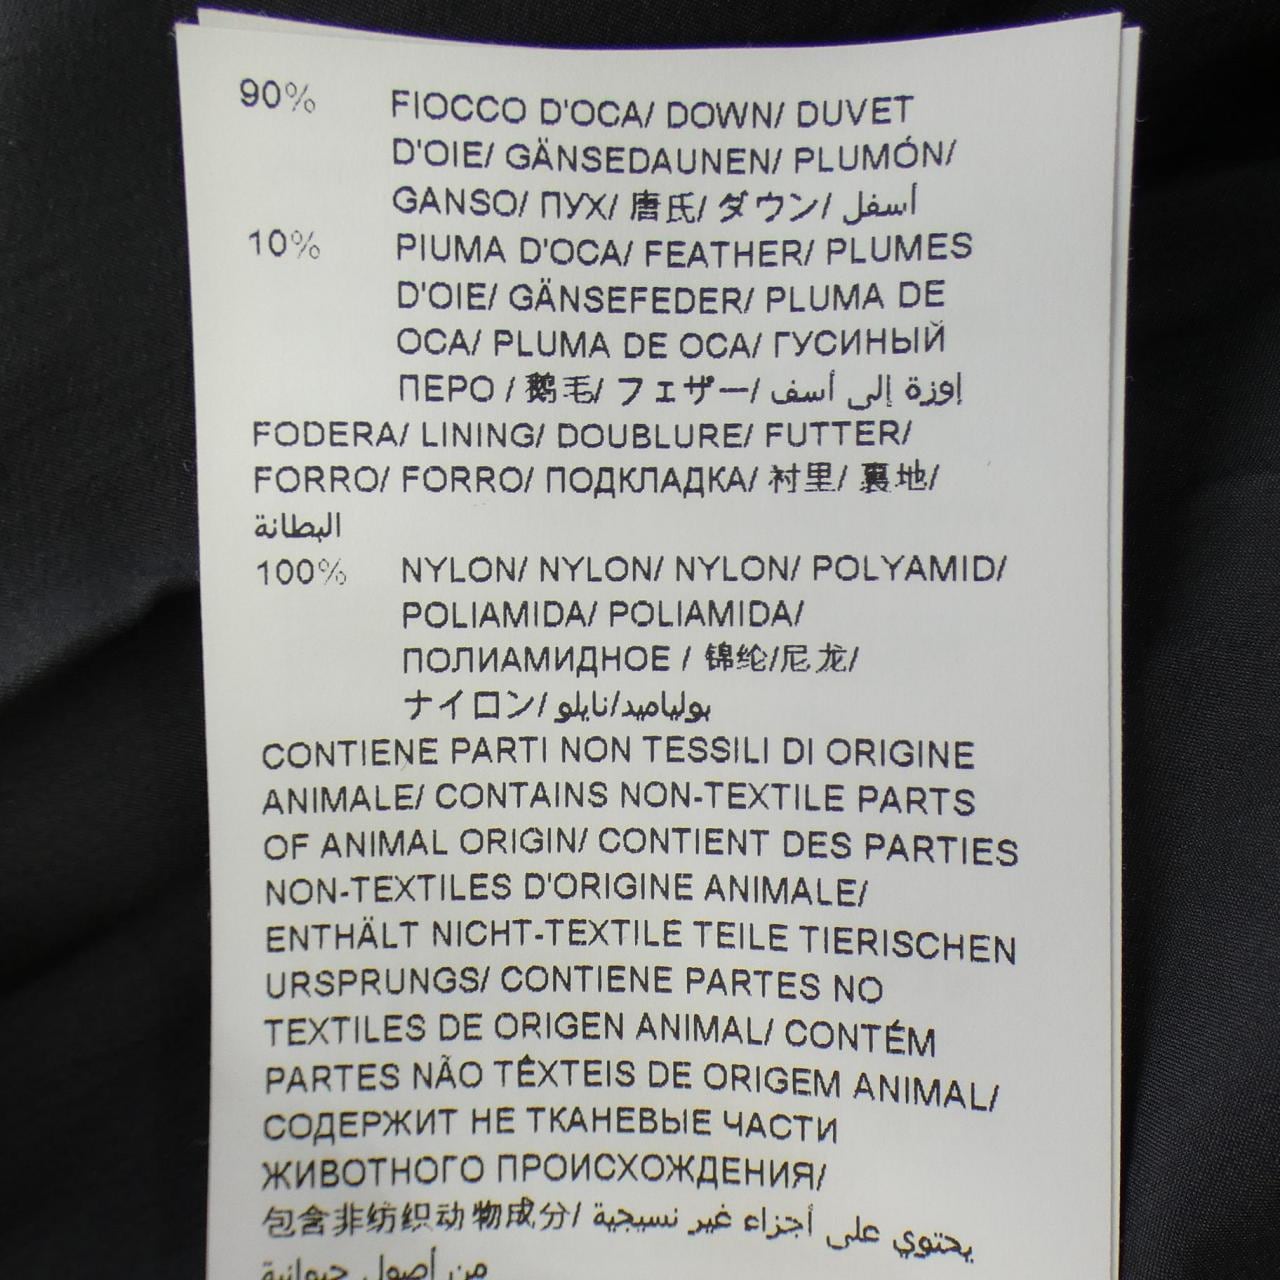 90% FIOCCO D'OCA/ DOWN/ DUVET
D'OIE/ GÄNSEDAUNEN/ PLUMÓN/
GANSO/ ПУХ/ 唐氏/ ダウン/ أسفل
10% PIUMA D'OCA/ FEATHER/ PLUMES
D'OIE/ GÄNSEFEDER/ PLUMA DE
OCA/ PLUMA DE OCA/ ГУСИНЫЙ
ПЕРО / 鹅毛/ フェザー/ إوزة إلى أسف
FODERA/ LINING/ DOUBLURE/ FUTTER/
FORRO/ FORRO/ ПОДКЛАДКА/ 衬里/ 裏地/
البطانة
100% NYLON/ NYLON/ NYLON/ POLYAMID/
POLIAMIDA/ POLIAMIDA/
ПОЛИАМИДНОЕ / 锦纶/尼龙/
ナイロン/ بولياميد/نايلو
CONTIENE PARTI NON TESSILI DI ORIGINE
ANIMALE/ CONTAINS NON-TEXTILE PARTS
OF ANIMAL ORIGIN/ CONTIENT DES PARTIES
NON-TEXTILES D'ORIGINE ANIMALE/
ENTHÄLT NICHT-TEXTILE TEILE TIERISCHEN
URSPRUNGS/ CONTIENE PARTES NO
TEXTILES DE ORIGEN ANIMAL/ CONTÉM
PARTES NÃO TÊXTEIS DE ORIGEM ANIMAL/
СОДЕРЖИТ НЕ ТКАНЕВЫЕ ЧАСТИ
ЖИВОТНОГО ПРОИСХОЖДЕНИЯ/
包含非纺织动物成分/ يحتوي على أجزاء غير نسيجية
من أصول حيوانية